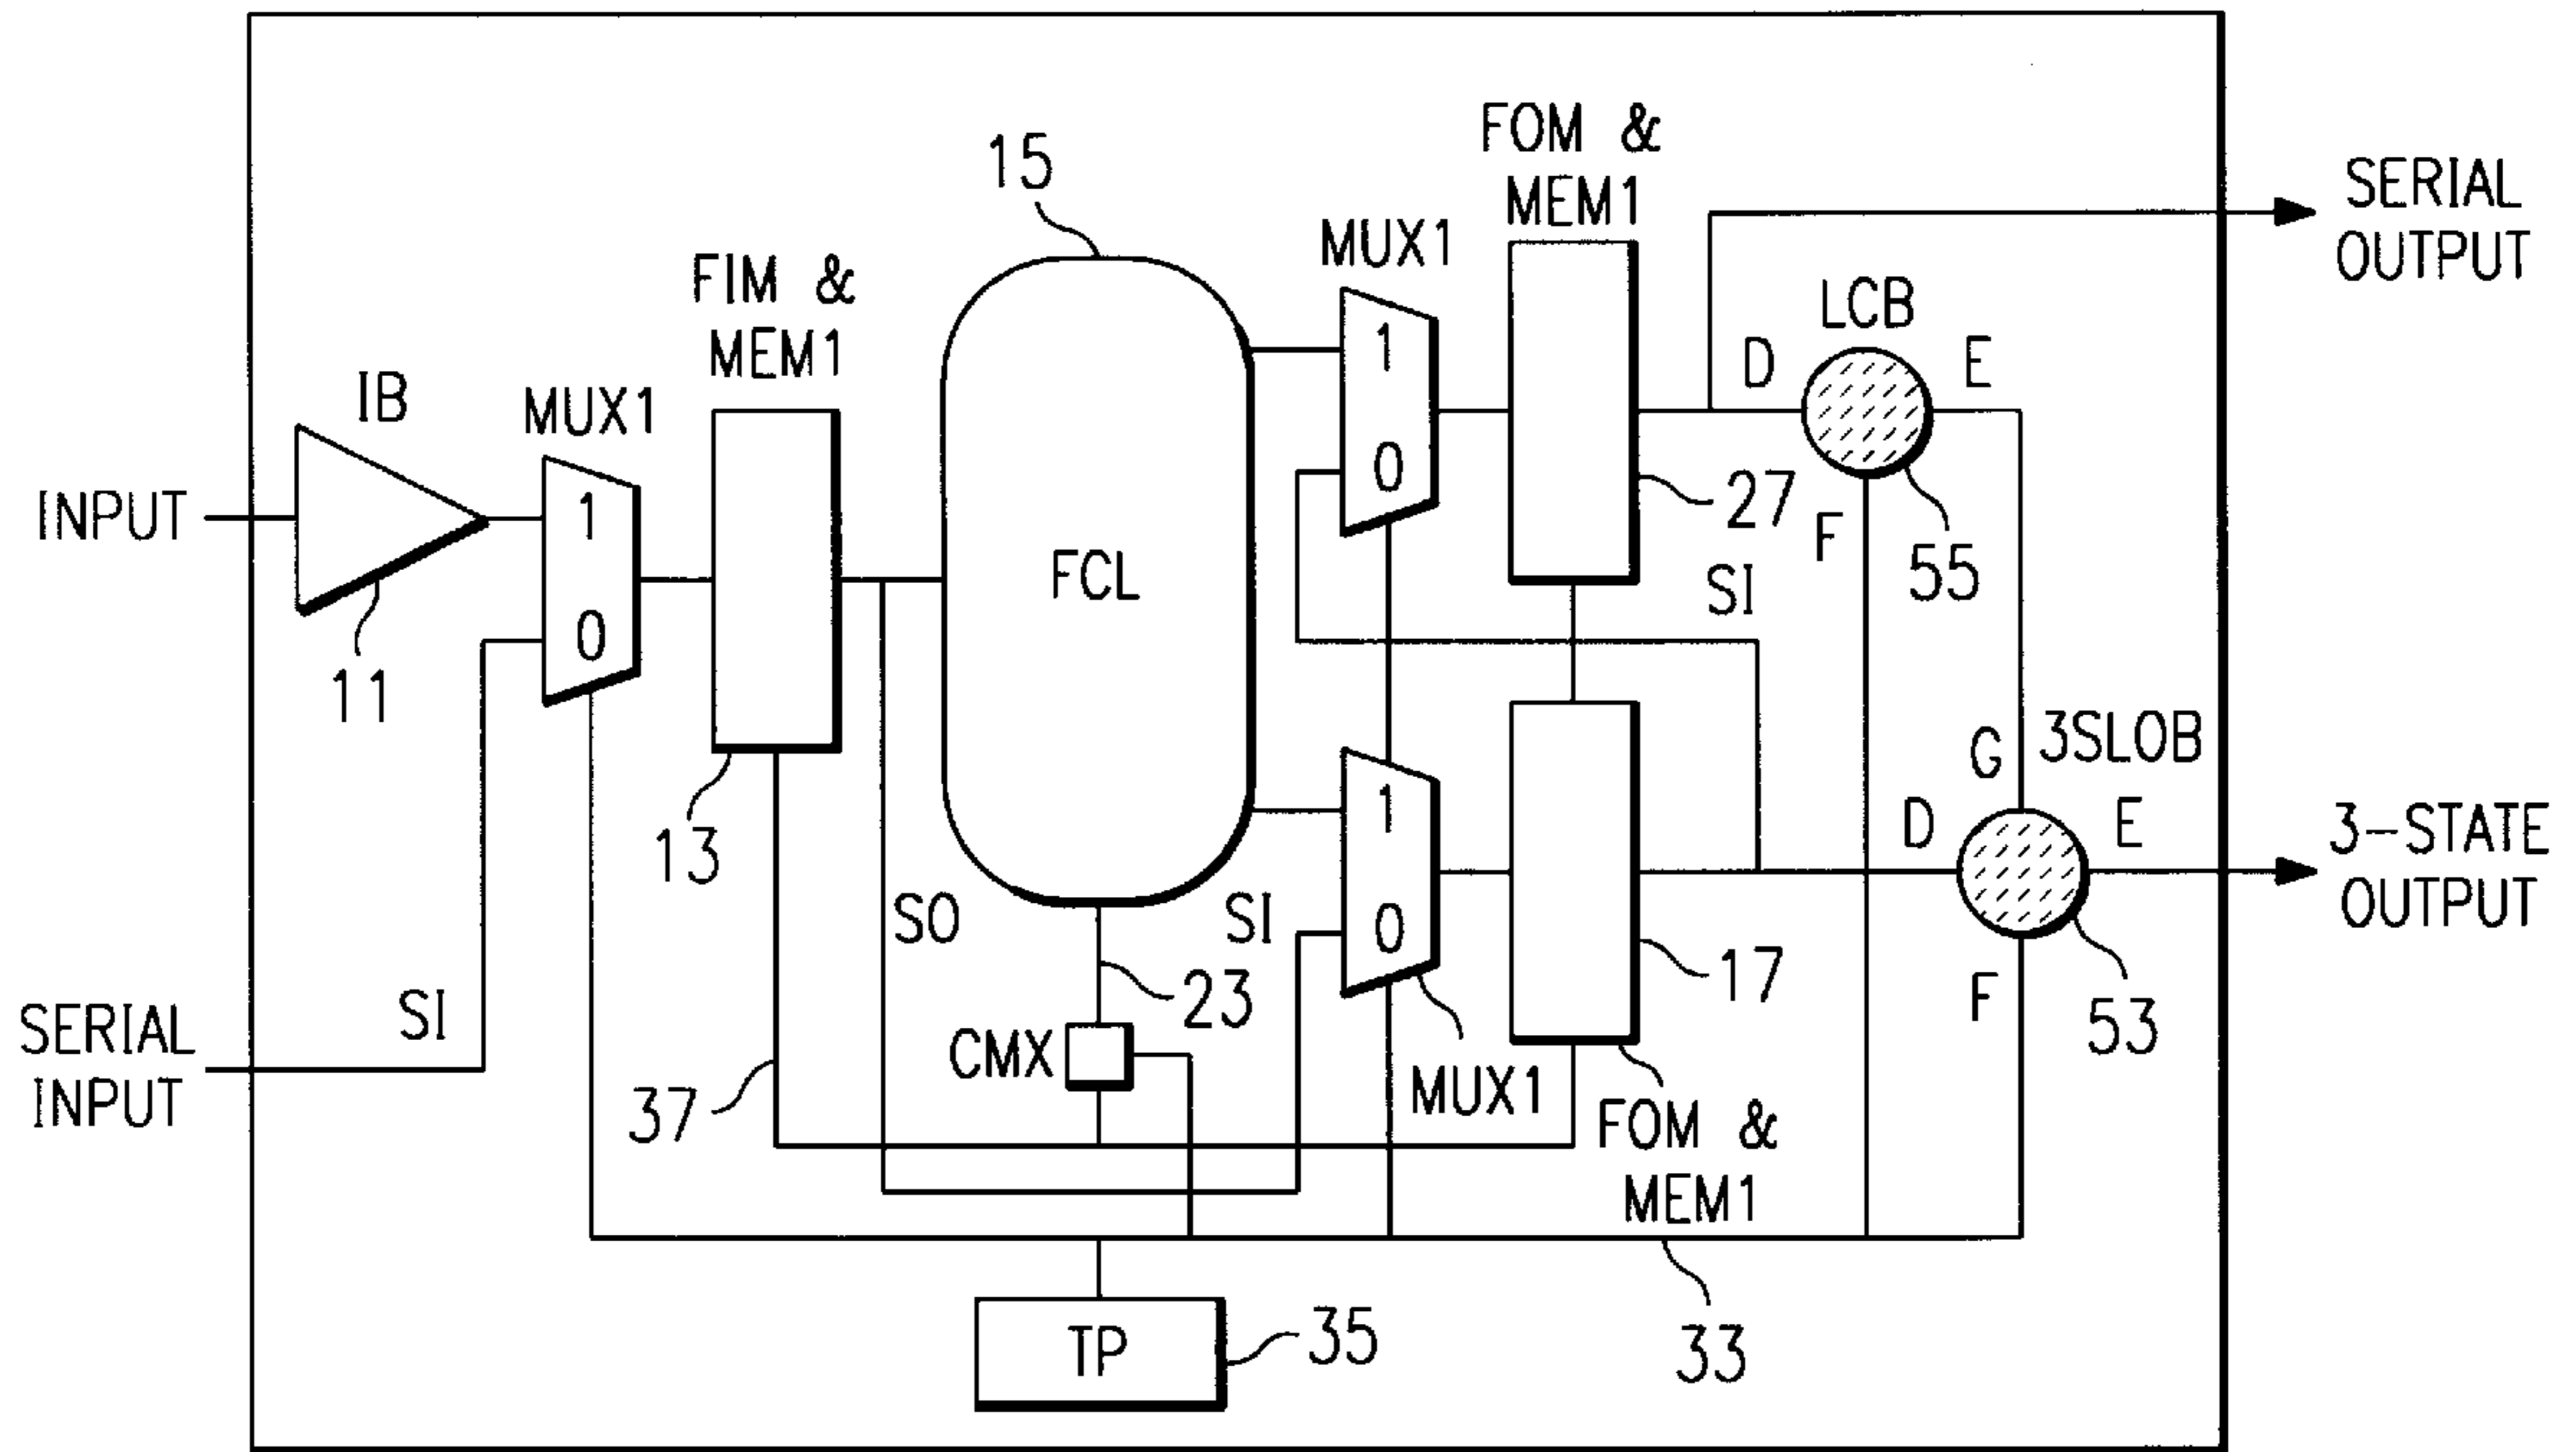 FOM &
MEM1
15
SERIAL
OUTPUT
MUX1
FIM &
MEM1
LCB
D
E
1
IB
MUX1
0
27
F
55
INPUT
1
FCL
SI
0
11
G
3SLOB
D
E
3-STATE
OUTPUT
13
1
SO
SI
0
17
F
SI
23
53
SERIAL
INPUT
CMX
MUX1
37
FOM &
MEM1
TP
35
33